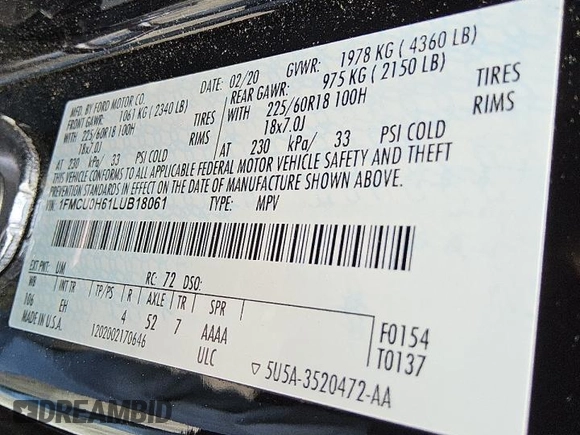 MFD. BY FORD MOTOR CO.
DATE: 02/20 GVWR: 1978 KG ( 4360 LB)
FRONT GAWR: 1061 KG ( 2340 LB) REAR GAWR: 975 KG ( 2150 LB)
WITH 225/60R18 100H TIRES WITH 225/60R18 100H TIRES
18x7.0J RIMS 18x7.0J RIMS
AT 230 kPa/ 33 PSI COLD AT 230 kPa/ 33 PSI COLD
THIS VEHICLE CONFORMS TO ALL APPLICABLE FEDERAL MOTOR VEHICLE SAFETY AND THEFT
PREVENTION STANDARDS IN EFFECT ON THE DATE OF MANUFACTURE SHOWN ABOVE.
VIN: 1FMCU0H61LUB18061 TYPE: MPV
EXT PNT: UM RC: 72 DSO:
WB INT TR TP/PS R AXLE TR SPR
106 EH 4 52 7 AAAA F0154
MADE IN U.S.A. 1202002170646 ULC T0137
▽ 5U5A-3520472-AA
DREAMBID